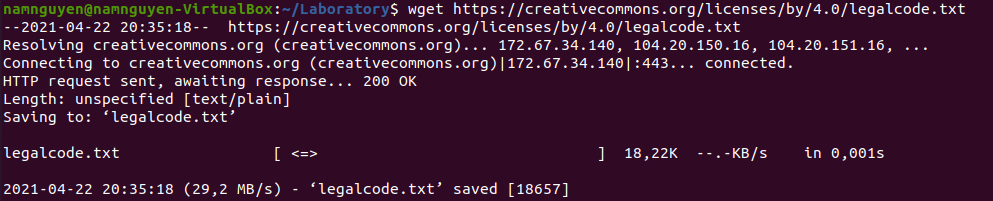 namnguyen@namnguyen-VirtualBox:~/Laboratory$ wget https://creativecommons.org/licenses/by/4.0/legalcode.txt
--2021-04-22 20:35:18--  https://creativecommons.org/licenses/by/4.0/legalcode.txt
Resolving creativecommons.org (creativecommons.org)... 172.67.34.140, 104.20.150.16, 104.20.151.16, ...
Connecting to creativecommons.org (creativecommons.org)|172.67.34.140|:443... connected.
HTTP request sent, awaiting response... 200 OK
Length: unspecified [text/plain]
Saving to: ‘legalcode.txt’
legalcode.txt                 [ <=>                                ]  18,22K  --.-KB/s    in 0,001s
2021-04-22 20:35:18 (29,2 MB/s) - ‘legalcode.txt’ saved [18657]